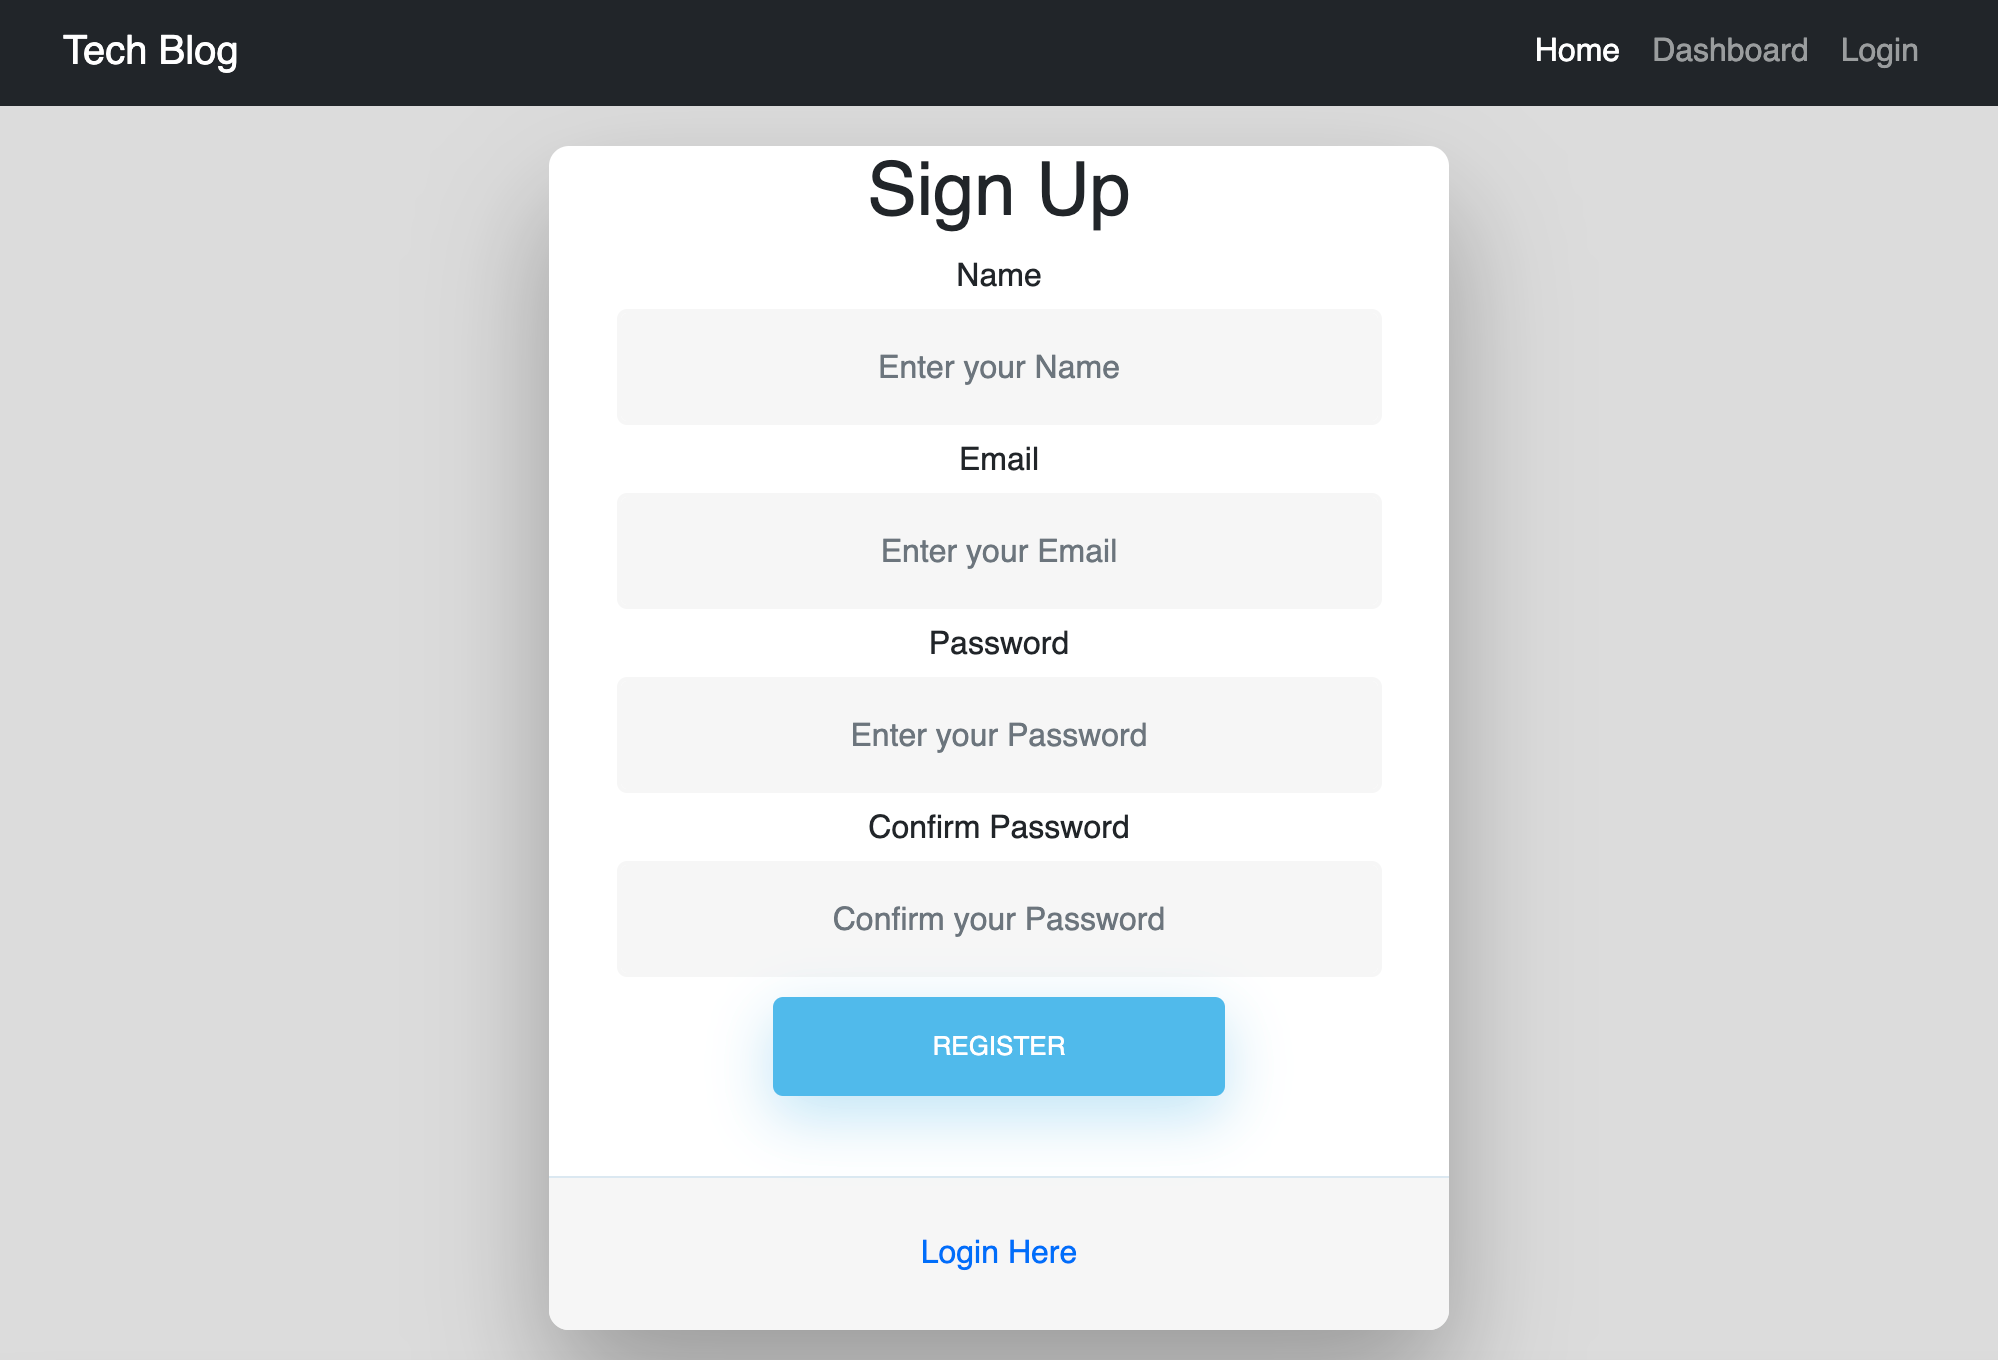 Tech Blog
Home Dashboard Login
Sign Up
Name
Enter your Name
Email
Enter your Email
Password
Enter your Password
Confirm Password
Confirm your Password
REGISTER
Login Here